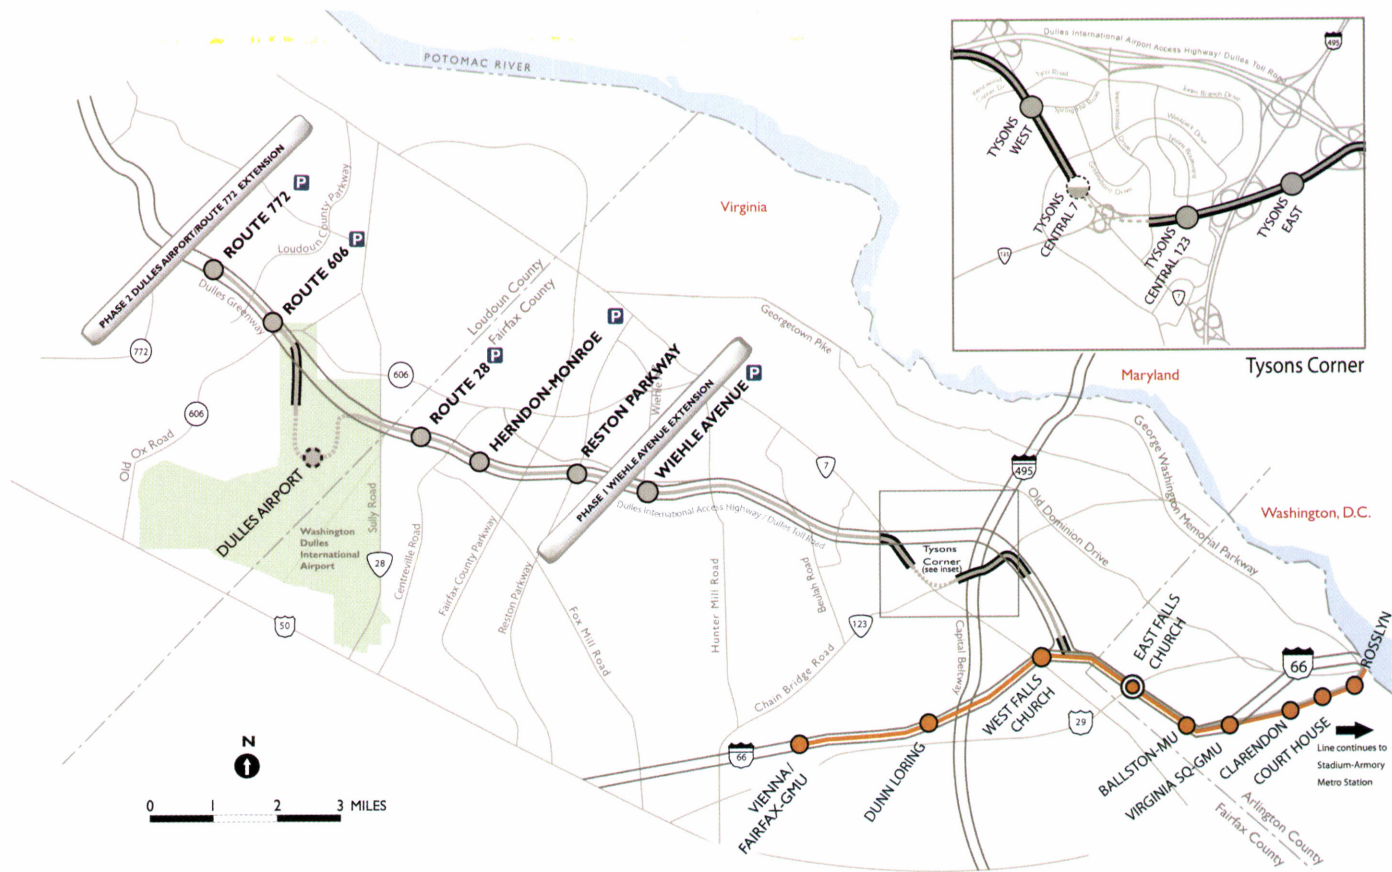 POTOMAC RIVER
Virginia
Maryland
Washington, D.C.
PHASE 2 DULLES AIRPORT/ROUTE 772 EXTENSION
P
ROUTE 772
Loudoun County Parkway
P
ROUTE 606
Dulles Greenway
772
606
Old Ox Road
606
Loudoun County
Fairfax County
DULLES AIRPORT
Washington
Dulles
International
Airport
Sully Road
28
50
P
ROUTE 28
P
HERNDON-MONROE
RESTON PARKWAY
PHASE 1 WIEHLE AVENUE EXTENSION
P
WIEHLE AVENUE
Centreville Road
Fairfax County Parkway
Reston Parkway
Fox Mill Road
Hunter Mill Road
Dulles International Access Highway / Dulles Toll Road
Beulah Road
7
123
Chain Bridge Road
Georgetown Pike
Tysons
Corner
(see inset)
495
Old Dominion Drive
George Washington Memorial Parkway
Capital Beltway
WEST FALLS
CHURCH
EAST FALLS
CHURCH
29
66
66
VIENNA /
FAIRFAX-GMU
DUNN LORING
BALLSTON-MU
VIRGINIA SQ-GMU
CLARENDON
COURT HOUSE
ROSSLYN
Line continues to
Stadium-Armory
Metro Station
Arlington County
Fairfax County
N
0 1 2 3 MILES
Dulles International Airport Access Highway/ Dulles Toll Road
495
TYSONS
WEST
TYSONS
CENTRAL 7
TYSONS
CENTRAL 123
TYSONS
EAST
123
7
Tysons Corner